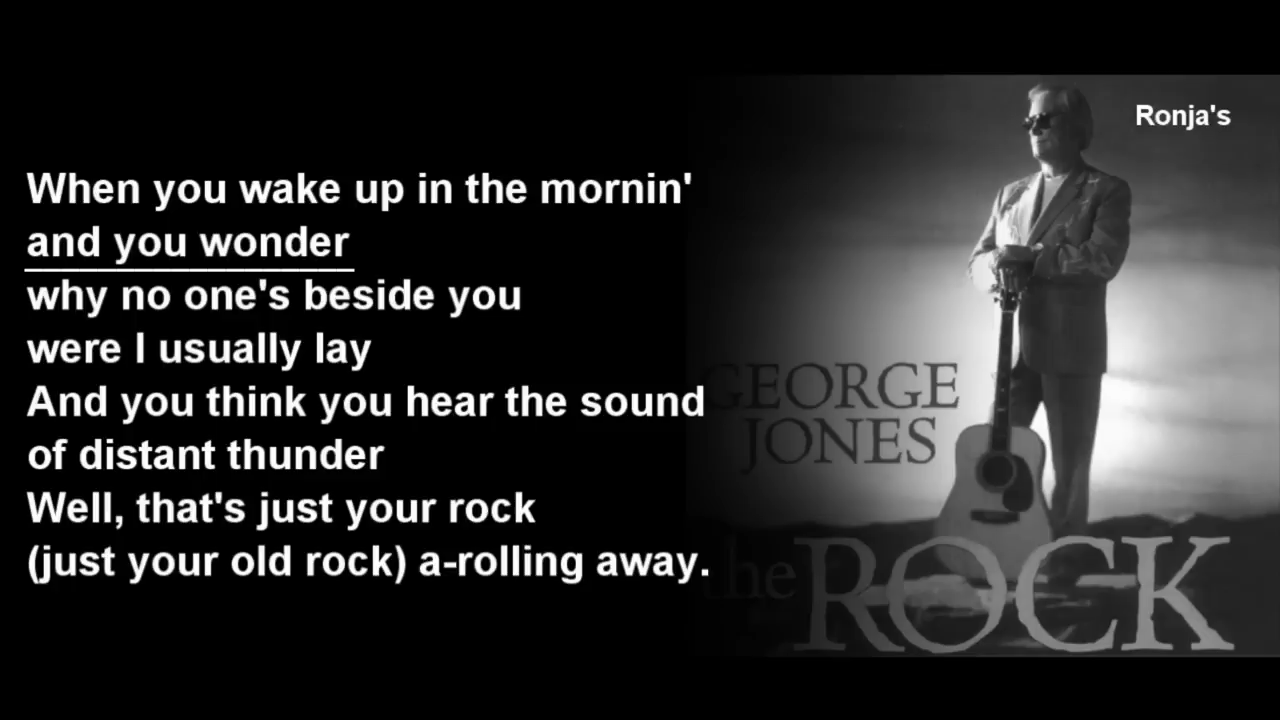 When you wake up in the mornin'
and you wonder
why no one's beside you
were I usually lay
And you think you hear the sound
of distant thunder
Well, that's just your rock
(just your old rock) a-rolling away.
Ronja's
GEORGE
JONES
the ROCK